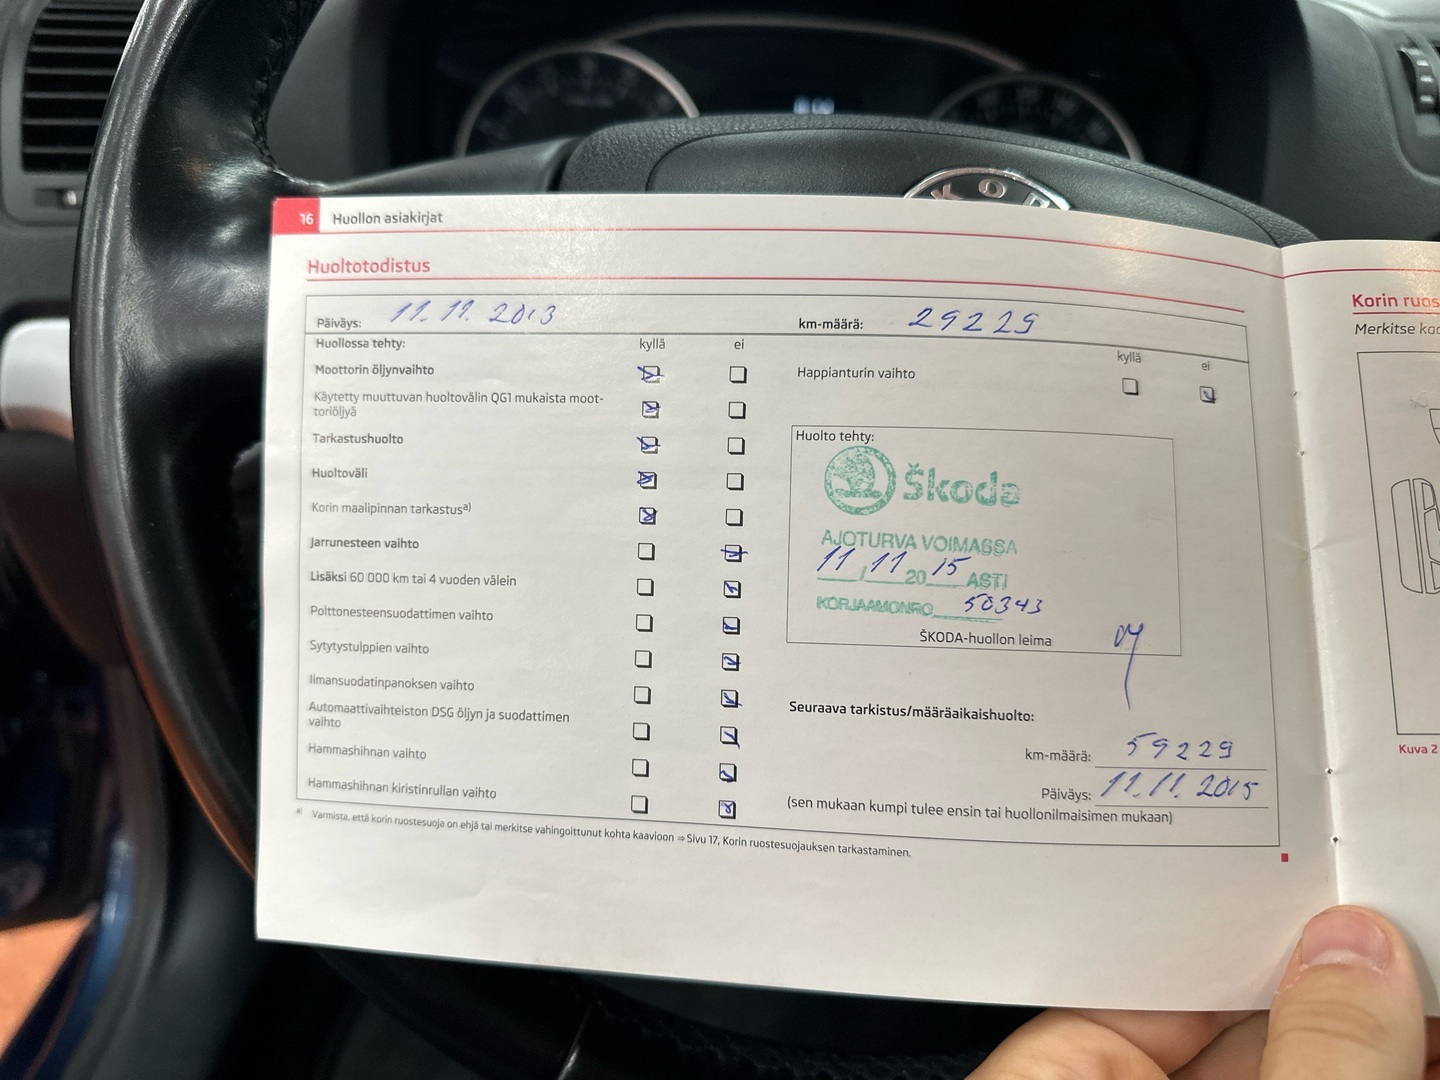 KOD
16 Huollon asiakirjat
Huoltotodistus
Päiväys: 11.11.2013
km-määrä: 29229
Huollossa tehty: kyllä ei
Moottorin öljynvaihto
Käytetty muuttuvan huoltovälin QG1 mukaista moot-
toriöljyä
Tarkastushuolto
Huoltoväli
Korin maalipinnan tarkastusa)
Jarrunesteen vaihto
Lisäksi 60 000 km tai 4 vuoden välein
Polttonesteensuodattimen vaihto
Sytytystulppien vaihto
Ilmansuodatinpanoksen vaihto
Automaattivaihteiston DSG öljyn ja suodattimen
vaihto
Hammashihnan vaihto
Hammashihnan kiristinrullan vaihto
kyllä ei
Happianturin vaihto
Huolto tehty:
Škoda
AJOTURVA VOIMASSA
11/11 2015 ASTI
KORJAAMONRO 50343
ŠKODA-huollon leima
Seuraava tarkistus/määräaikaishuolto:
km-määrä: 59229
Päiväys: 11.11.2015
(sen mukaan kumpi tulee ensin tai huollonilmaisimen mukaan)
a) Varmista, että korin ruostesuoja on ehjä tai merkitse vahingoittunut kohta kaavioon ⇒ Sivu 17, Korin ruostesuojauksen tarkastaminen.
Korin ruos
Merkitse kaa
Kuva 2